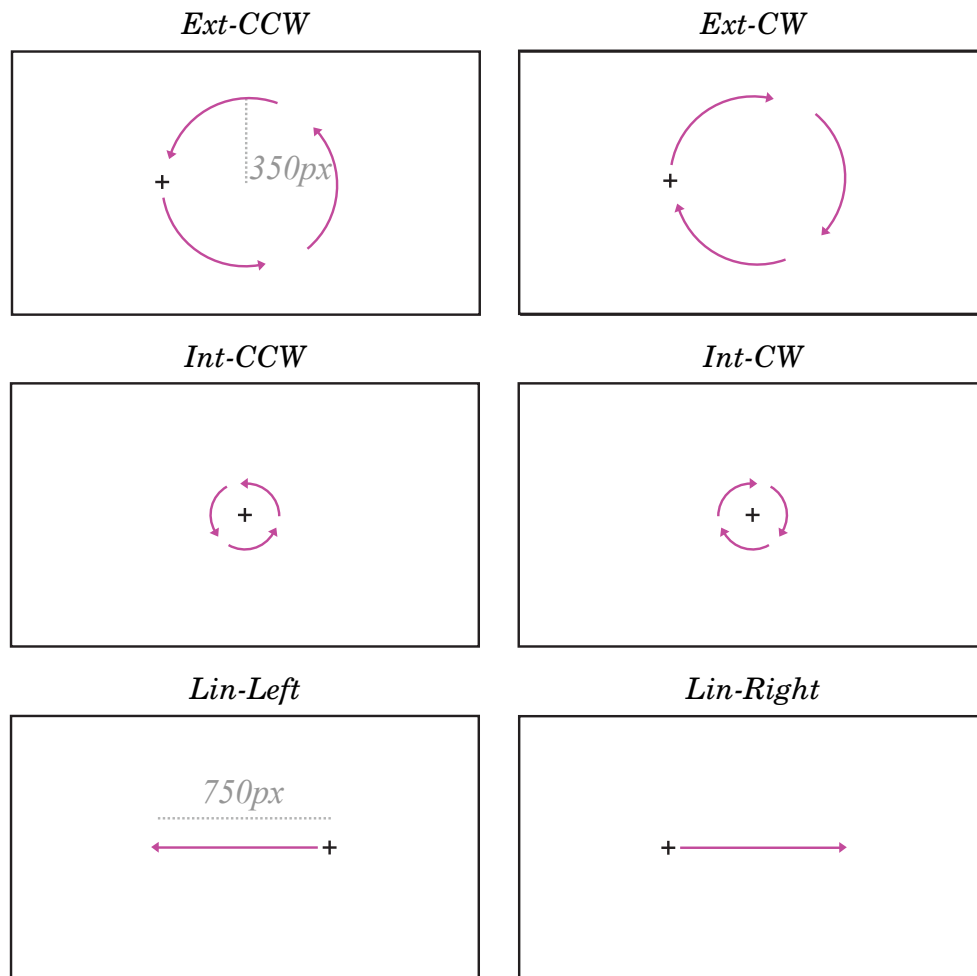 Ext-CCW
Ext-CW
350px
Int-CCW
Int-CW
Lin-Left
Lin-Right
750px